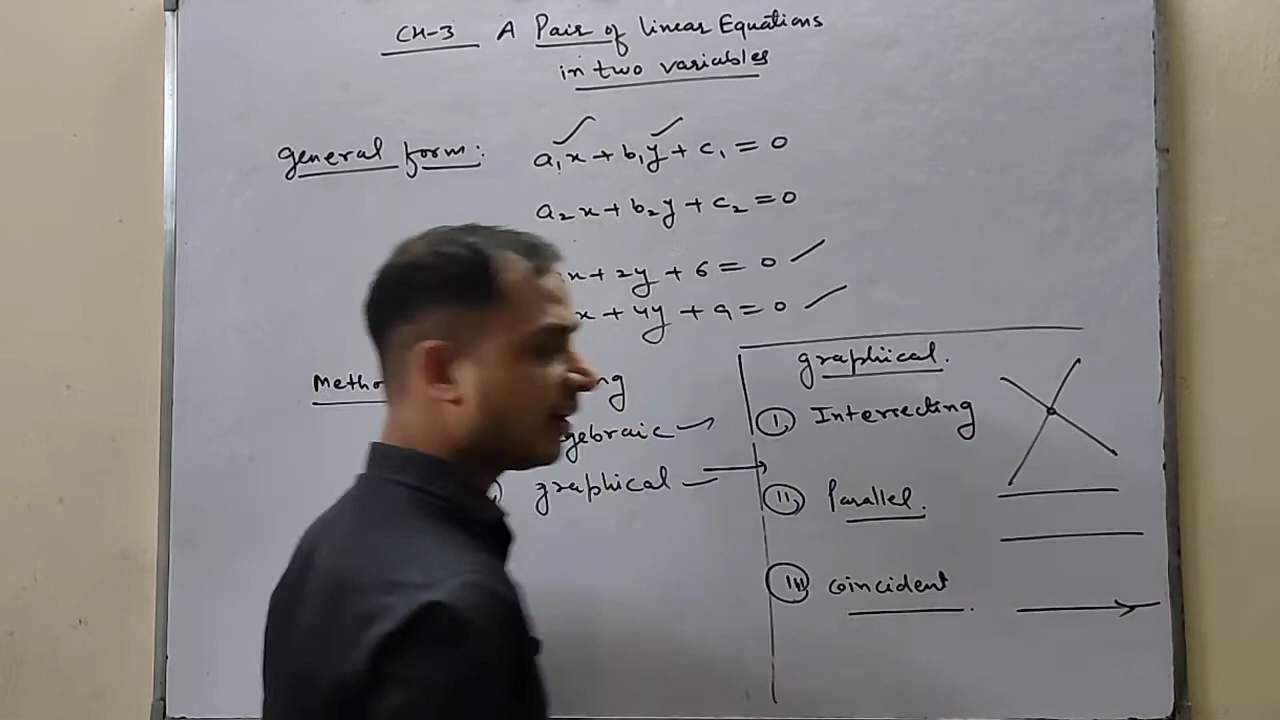 CH-3 A Pair of linear Equations
in two variables
general form: a₁x + b₁y + c₁ = 0
a₂x + b₂y + c₂ = 0
x + 2y + 6 = 0
x + 4y + 9 = 0
graphical.
I Interrecting
II Parallel.
III coincident
graphical